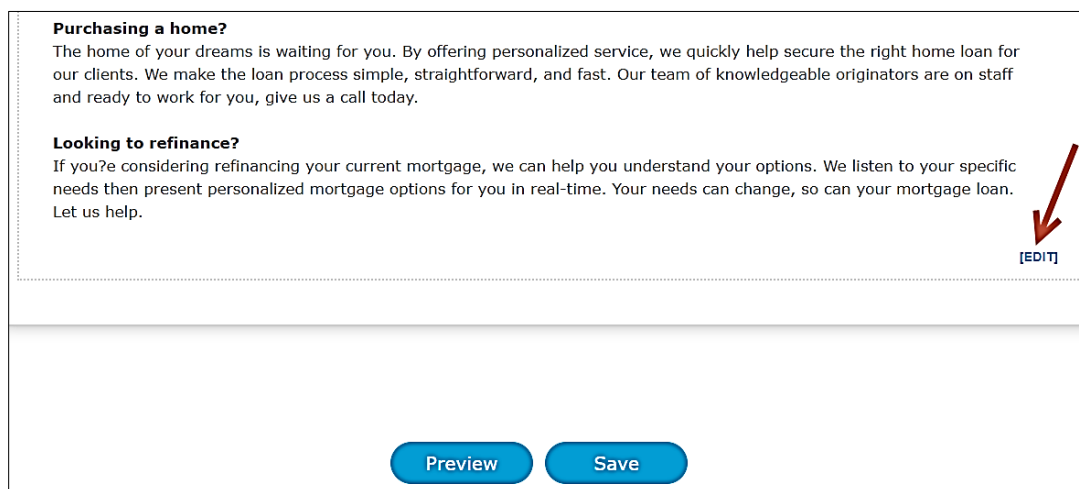 Purchasing a home?
The home of your dreams is waiting for you. By offering personalized service, we quickly help secure the right home loan for
our clients. We make the loan process simple, straightforward, and fast. Our team of knowledgeable originators are on staff
and ready to work for you, give us a call today.
Looking to refinance?
If you?e considering refinancing your current mortgage, we can help you understand your options. We listen to your specific
needs then present personalized mortgage options for you in real-time. Your needs can change, so can your mortgage loan.
Let us help.
[EDIT]
Preview Save